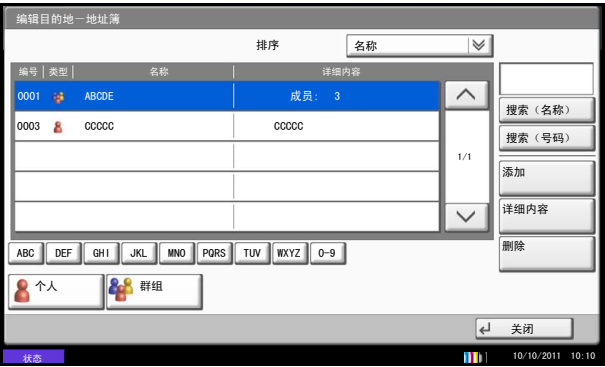 编辑目的地－地址簿
排序 名称
编号 类型 名称 详细内容
0001 ABCDE 成员: 3
0003 CCCCC CCCCC
1/1
搜索（名称）
搜索（号码）
添加
详细内容
删除
ABC DEF GHI JKL MNO PQRS TUV WXYZ 0-9
个人 群组
关闭
状态 10/10/2011 10:10